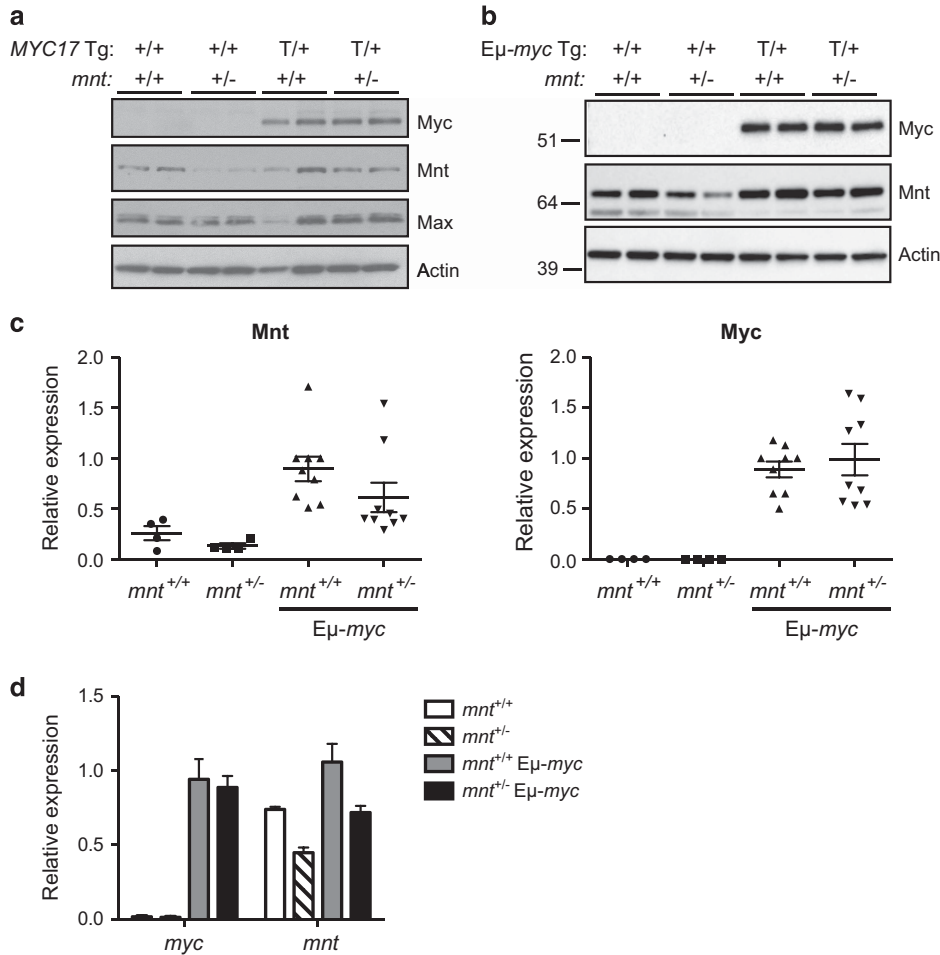 a
MYC17 Tg: +/+ +/+ T/+ T/+
mnt: +/+ +/- +/+ +/-
Myc
Mnt
Max
Actin
b
Eµ-myc Tg: +/+ +/+ T/+ T/+
mnt: +/+ +/- +/+ +/-
51
Myc
64
Mnt
39
Actin
c
Mnt
Relative expression
2.0
1.5
1.0
0.5
0.0
mnt +/+ mnt +/- mnt +/+ mnt +/-
Eµ-myc
Myc
Relative expression
2.0
1.5
1.0
0.5
0.0
mnt +/+ mnt +/- mnt +/+ mnt +/-
Eµ-myc
d
Relative expression
1.5
1.0
0.5
0.0
myc mnt
mnt+/+
mnt+/-
mnt+/+ Eµ-myc
mnt+/- Eµ-myc